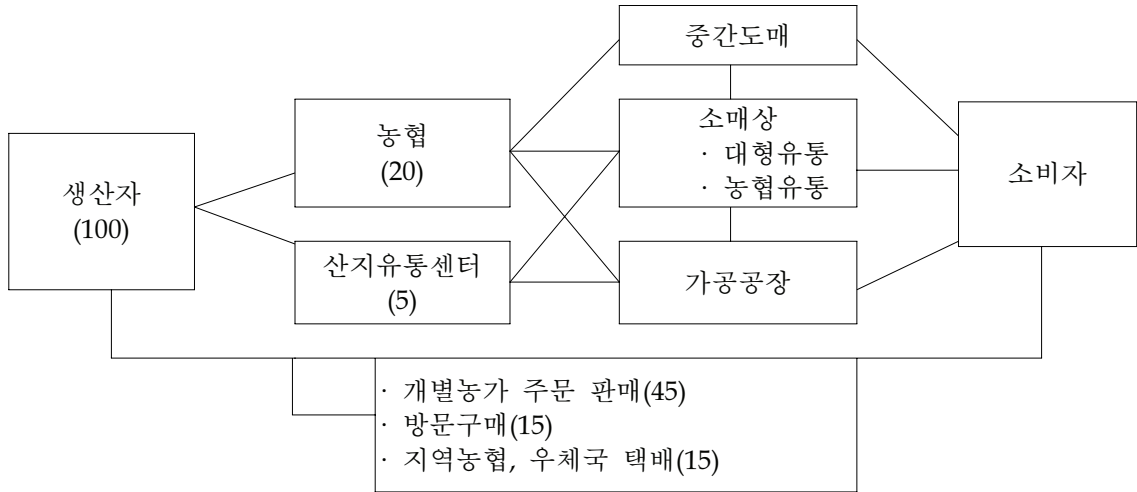 중간도매
농협
(20)
소매상
· 대형유통
· 농협유통
생산자
(100)
소비자
산지유통센터
(5)
가공공장
· 개별농가 주문 판매(45)
· 방문구매(15)
· 지역농협, 우체국 택배(15)